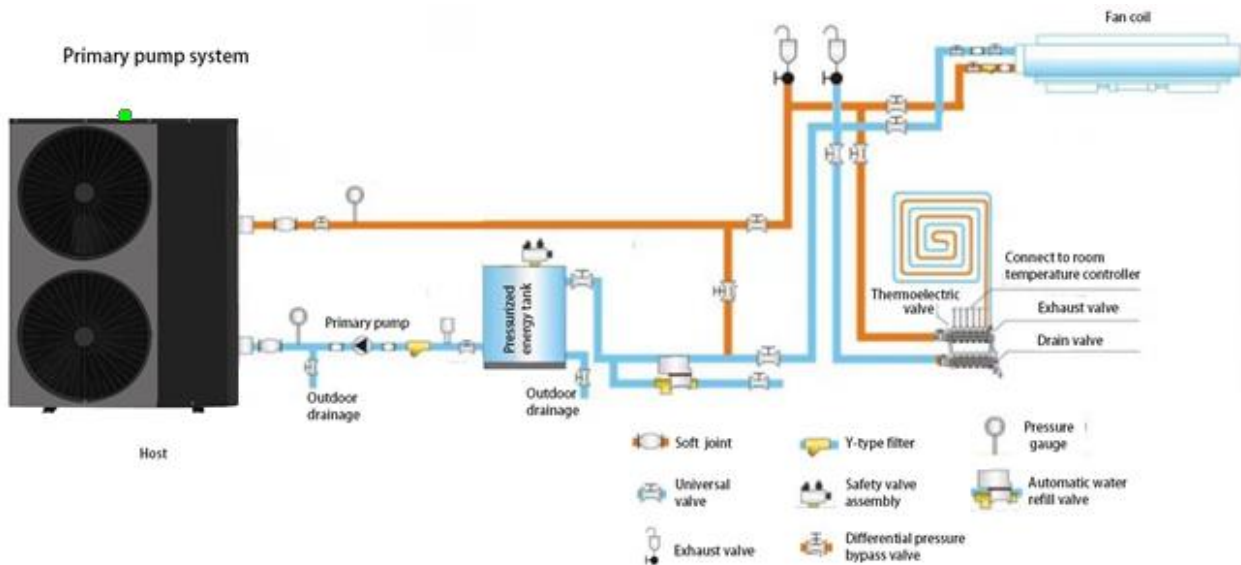 Fan coil
Primary pump system
Connect to room
temperature controller
Thermoelectric
valve
Exhaust valve
Drain valve
Pressurized
energy tank
Primary pump
Outdoor
drainage
Outdoor
drainage
Host
Soft joint
Y-type filter
Pressure
gauge
Universal
valve
Safety valve
assembly
Automatic water
refill valve
Exhaust valve
Differential pressure
bypass valve